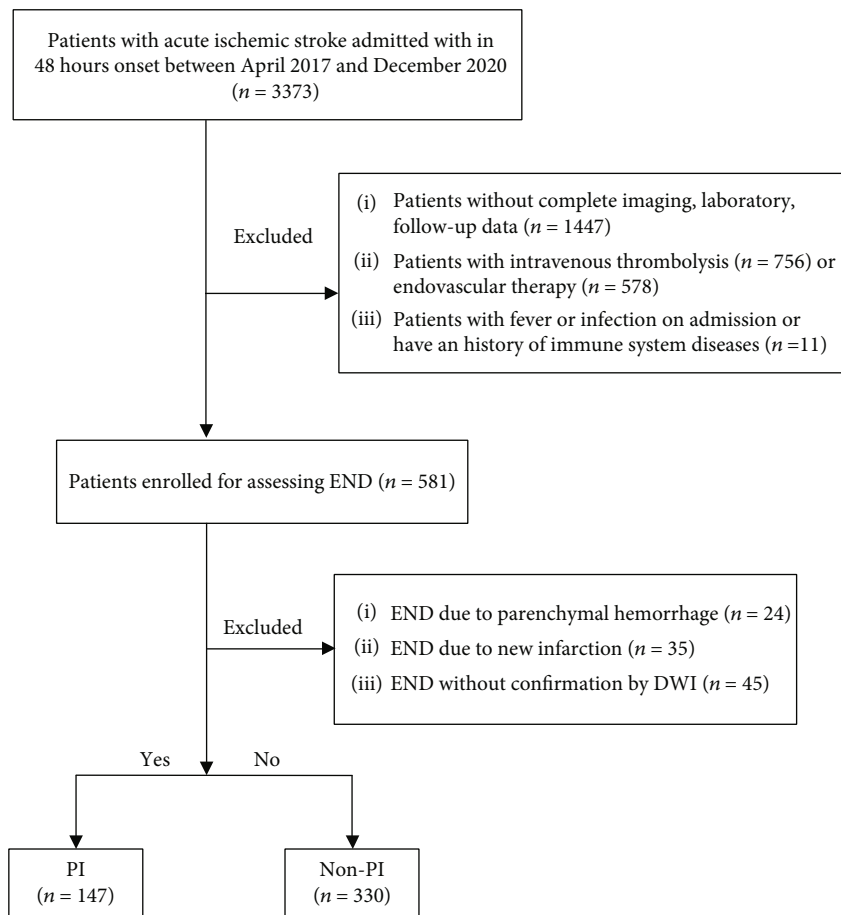 Patients with acute ischemic stroke admitted with in
48 hours onset between April 2017 and December 2020
(n = 3373)
Excluded
(i) Patients without complete imaging, laboratory,
follow-up data (n = 1447)
(ii) Patients with intravenous thrombolysis (n = 756) or
endovascular therapy (n = 578)
(iii) Patients with fever or infection on admission or
have an history of immune system diseases (n =11)
Patients enrolled for assessing END (n = 581)
Excluded
(i) END due to parenchymal hemorrhage (n = 24)
(ii) END due to new infarction (n = 35)
(iii) END without confirmation by DWI (n = 45)
Yes No
PI
(n = 147)
Non-PI
(n = 330)